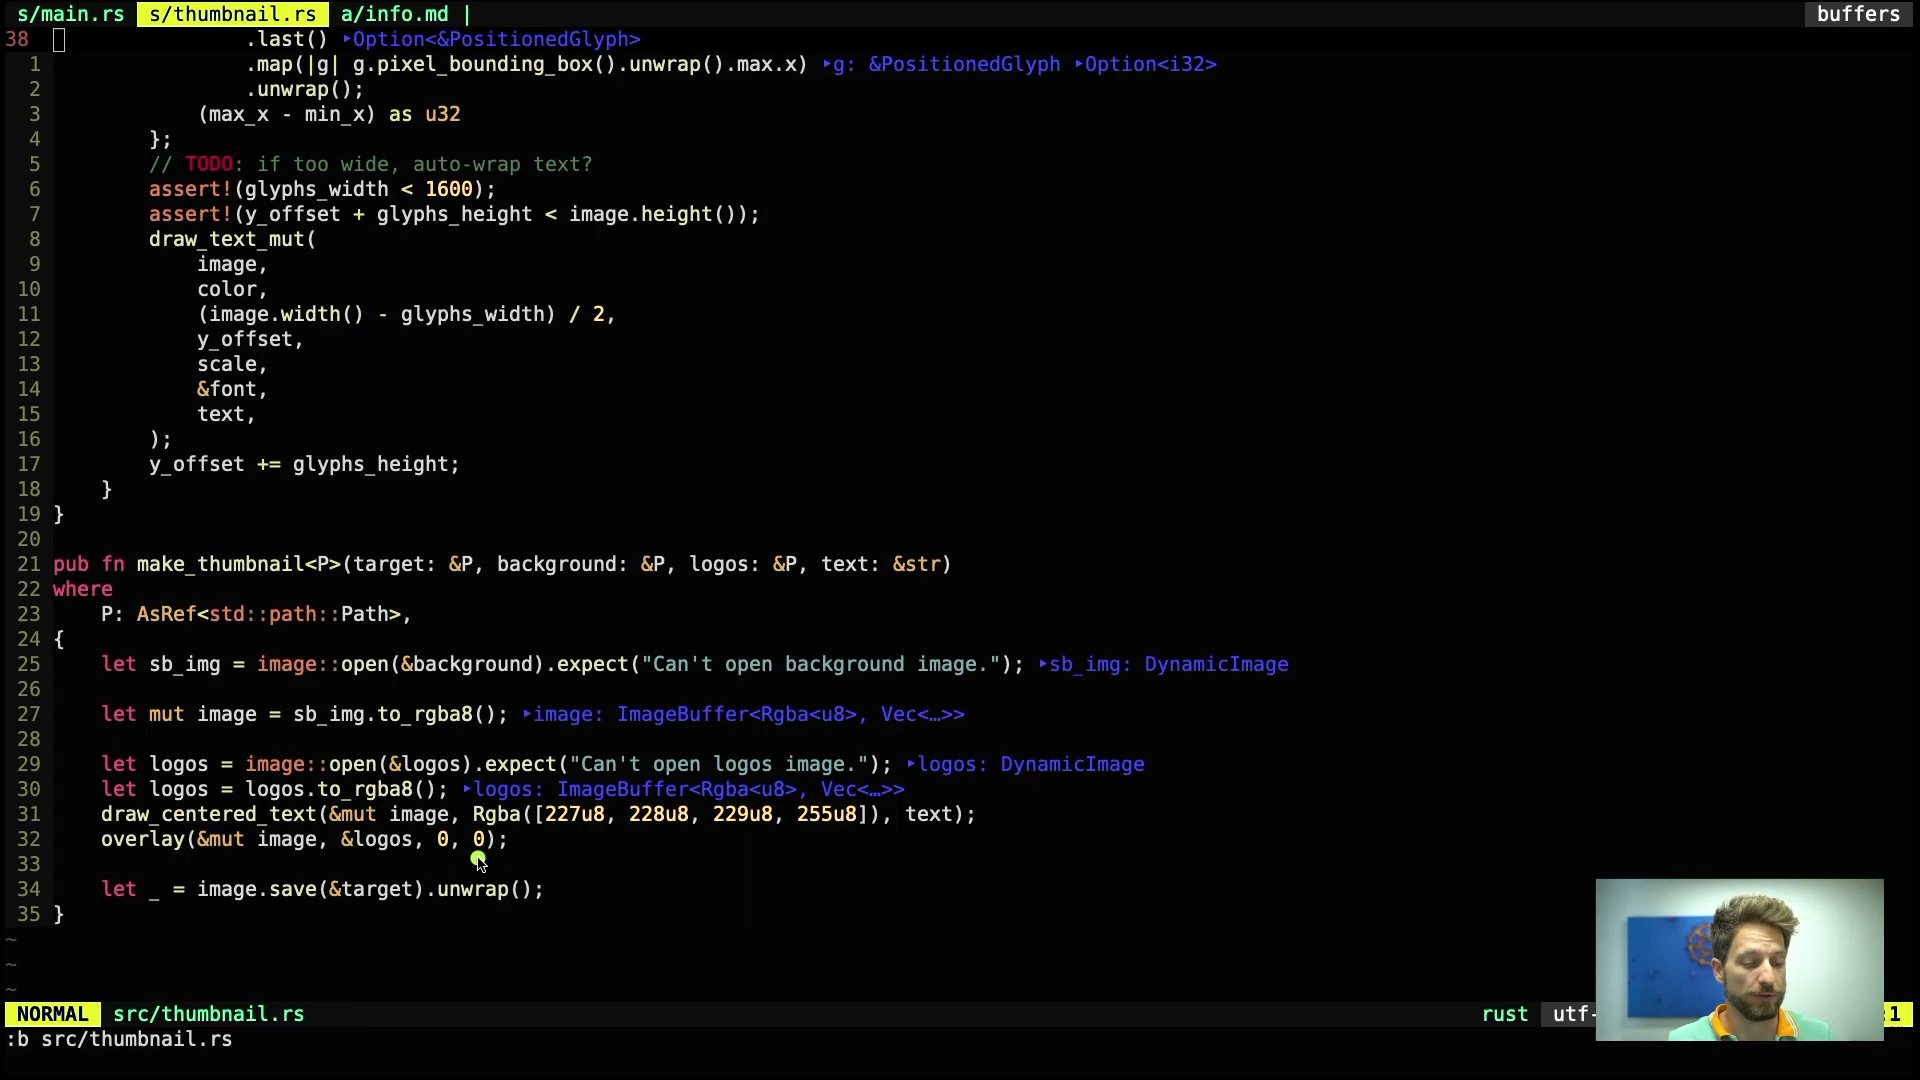 s/main.rs s/thumbnail.rs a/info.md | buffers
38 .last() ‣Option<&PositionedGlyph>
1 .map(|g| g.pixel_bounding_box().unwrap().max.x) ‣g: &PositionedGlyph ‣Option<i32>
2 .unwrap();
3 (max_x - min_x) as u32
4 };
5 // TODO: if too wide, auto-wrap text?
6 assert!(glyphs_width < 1600);
7 assert!(y_offset + glyphs_height < image.height());
8 draw_text_mut(
9 image,
10 color,
11 (image.width() - glyphs_width) / 2,
12 y_offset,
13 scale,
14 &font,
15 text,
16 );
17 y_offset += glyphs_height;
18 }
19 }
20
21 pub fn make_thumbnail<P>(target: &P, background: &P, logos: &P, text: &str)
22 where
23 P: AsRef<std::path::Path>,
24 {
25 let sb_img = image::open(&background).expect("Can't open background image."); ‣sb_img: DynamicImage
26
27 let mut image = sb_img.to_rgba8(); ‣image: ImageBuffer<Rgba<u8>, Vec<…>>
28
29 let logos = image::open(&logos).expect("Can't open logos image."); ‣logos: DynamicImage
30 let logos = logos.to_rgba8(); ‣logos: ImageBuffer<Rgba<u8>, Vec<…>>
31 draw_centered_text(&mut image, Rgba([227u8, 228u8, 229u8, 255u8]), text);
32 overlay(&mut image, &logos, 0, 0);
33
34 let _ = image.save(&target).unwrap();
35 }
~
~
~
NORMAL src/thumbnail.rs rust utf- :1
:b src/thumbnail.rs